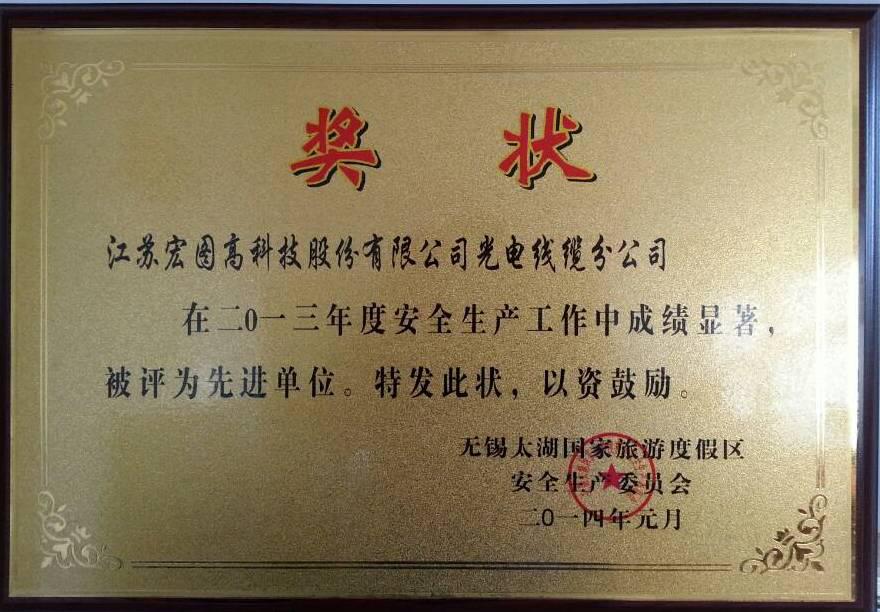 奖 状
江苏宏图高科技股份有限公司光电线缆分公司
在二0一三年度安全生产工作中成绩显著，
被评为先进单位。特发此状，以资鼓励。
无锡太湖国家旅游度假区
安全生产委员会
二0一四年元月